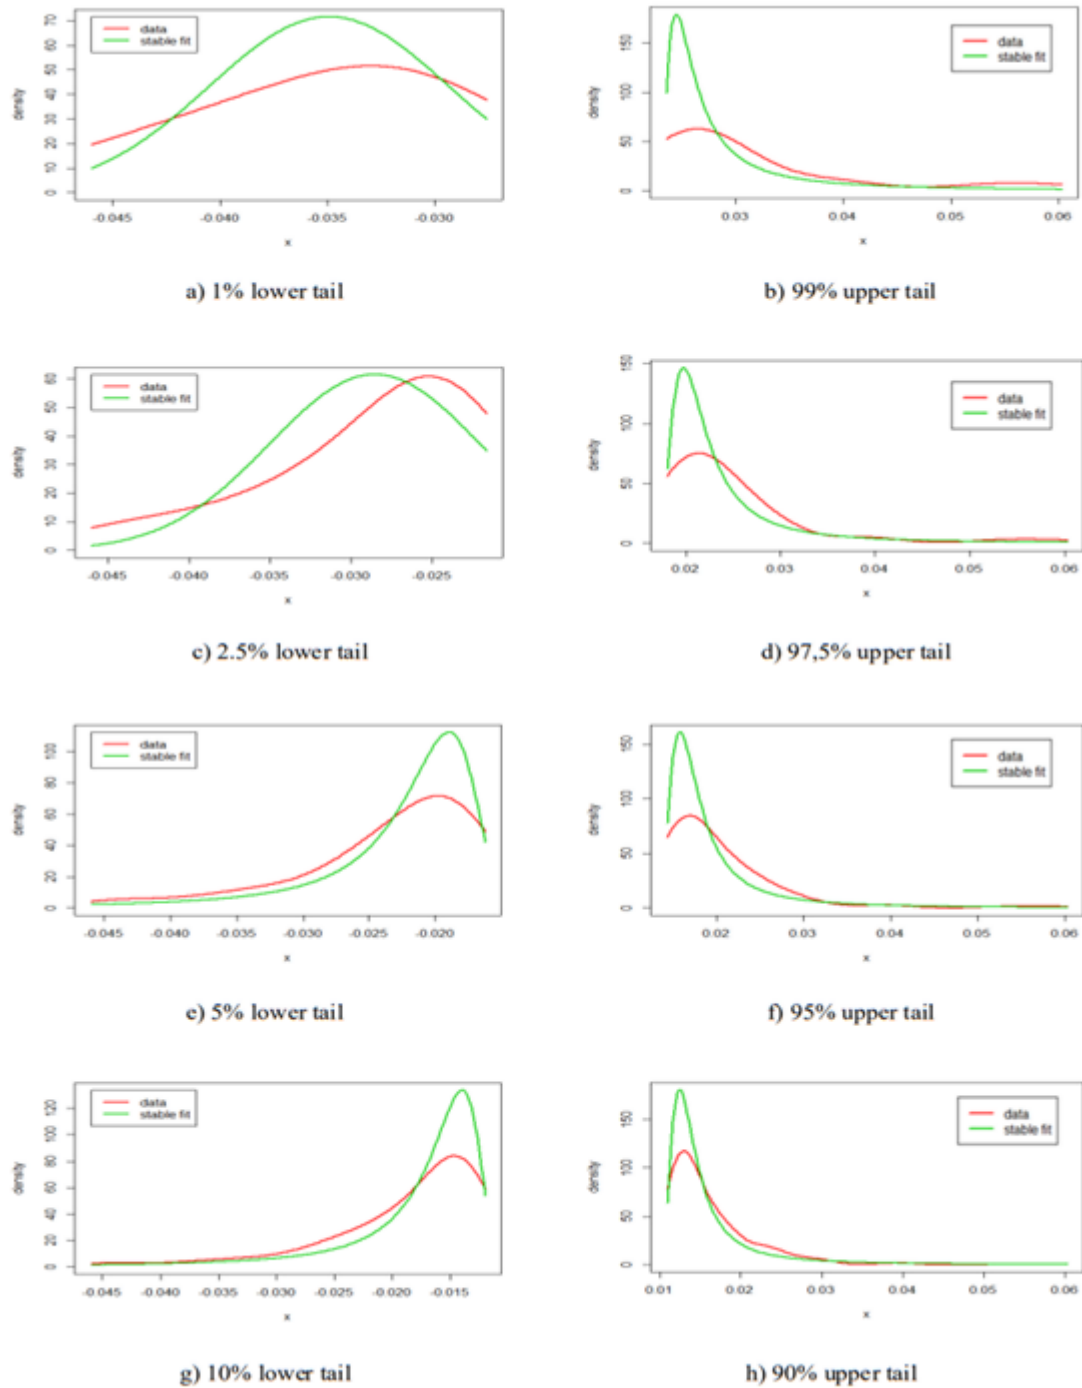 data
stable fit
density
0 10 20 30 40 50 60 70
-0.045 -0.040 -0.035 -0.030
x
a) 1% lower tail
data
stable fit
density
0 50 100 150
0.03 0.04 0.05 0.06
x
b) 99% upper tail
data
stable fit
density
0 10 20 30 40 50 60
-0.045 -0.040 -0.035 -0.030 -0.025
x
c) 2.5% lower tail
data
stable fit
density
0 50 100 150
0.02 0.03 0.04 0.05 0.06
x
d) 97,5% upper tail
data
stable fit
density
0 20 40 60 80 100
-0.045 -0.040 -0.035 -0.030 -0.025 -0.020
x
e) 5% lower tail
data
stable fit
density
0 50 100 150
0.02 0.03 0.04 0.05 0.06
x
f) 95% upper tail
data
stable fit
density
0 20 40 60 80 100 120
-0.045 -0.040 -0.035 -0.030 -0.025 -0.020 -0.015
x
g) 10% lower tail
data
stable fit
density
0 50 100 150
0.01 0.02 0.03 0.04 0.05 0.06
x
h) 90% upper tail